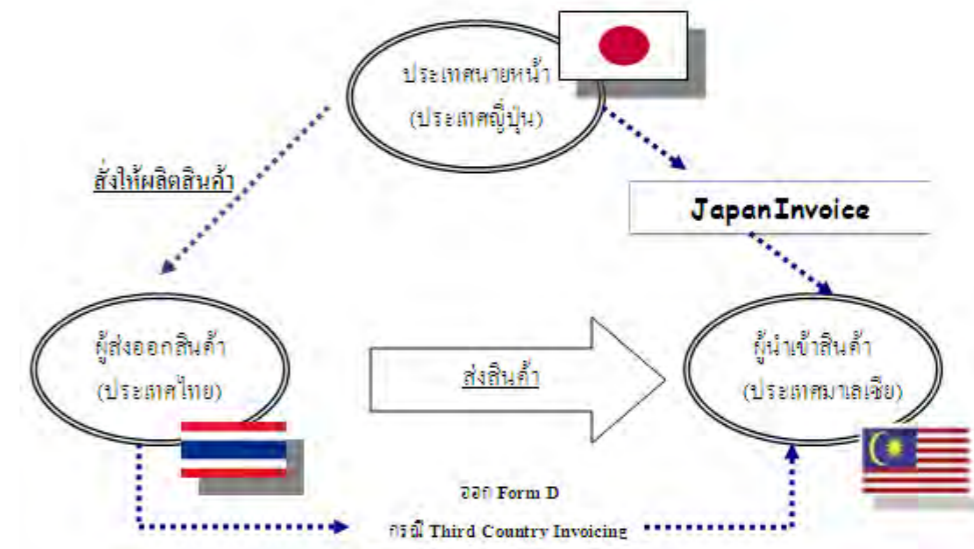 ประเทศนายหน้า
(ประเทศญี่ปุ่น)
สั่งให้ผลิตสินค้า
JapanInvoice
ผู้ส่งออกสินค้า
(ประเทศไทย)
ส่งสินค้า
ผู้นำเข้าสินค้า
(ประเทศมาเลเซีย)
ออก Form D
กรณี Third Country Invoicing